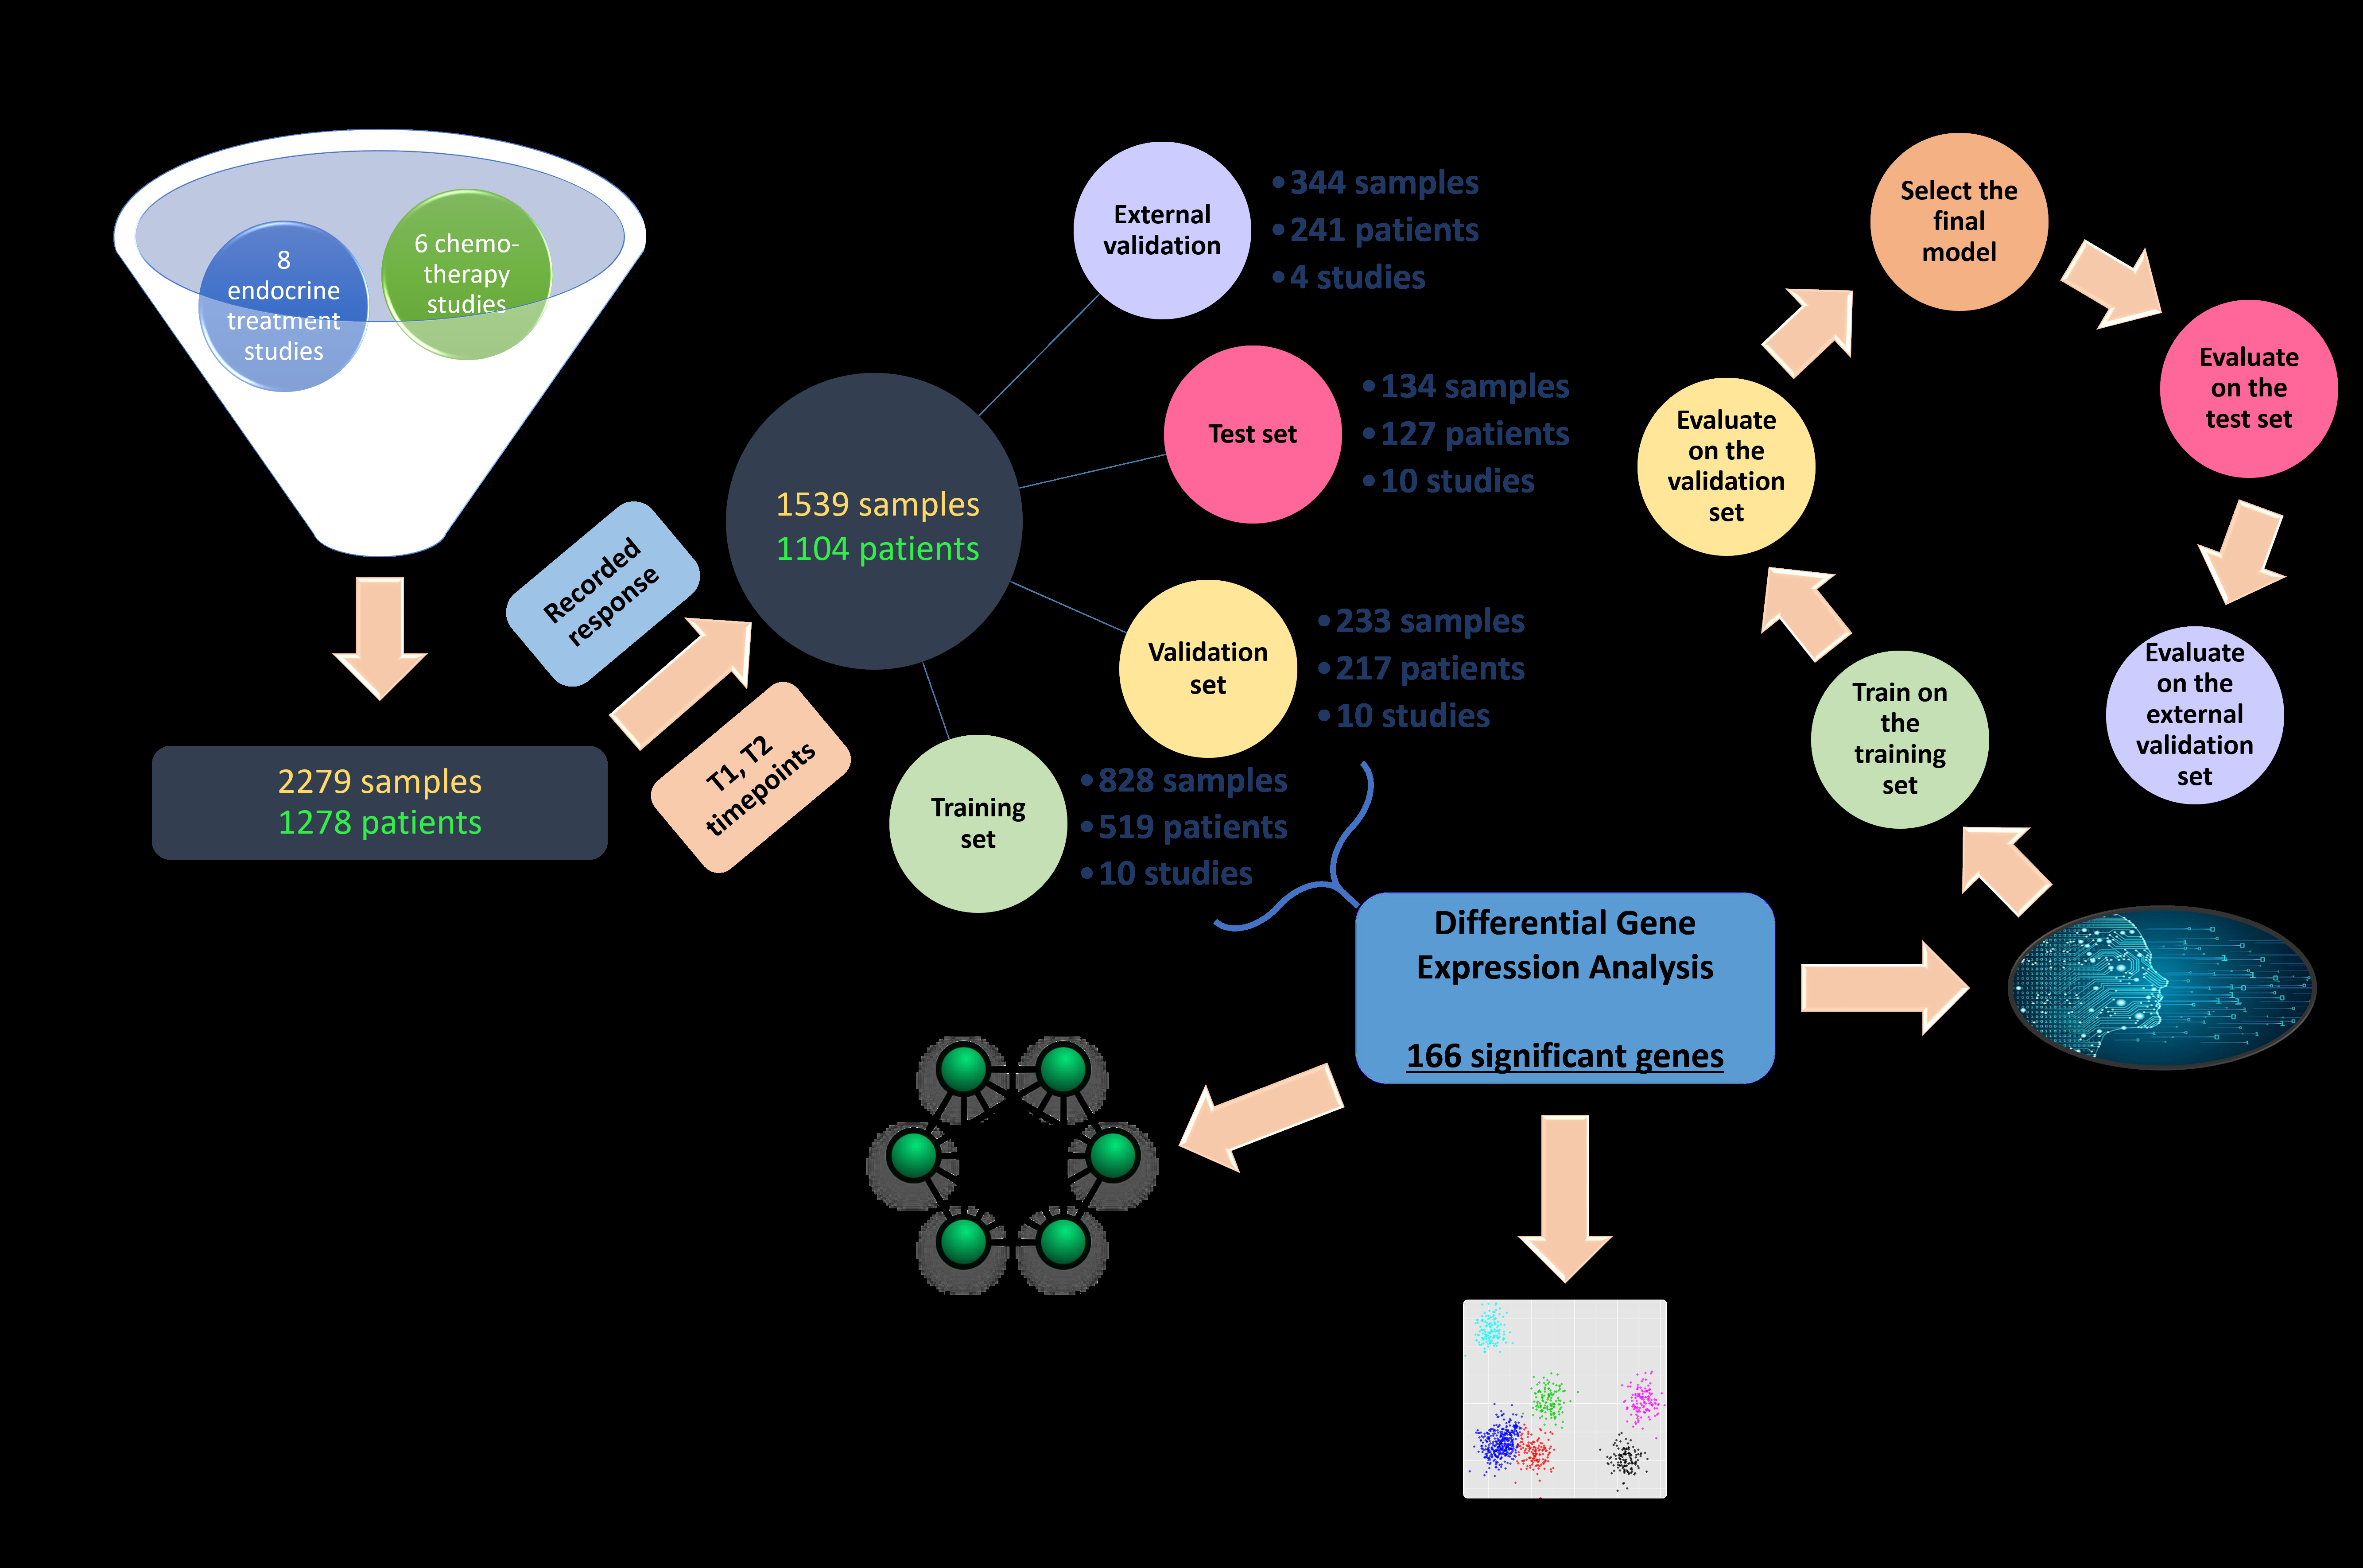 8
endocrine
treatment
studies
6 chemo-
therapy
studies
2279 samples
1278 patients
Recorded
response
T1, T2
timepoints
1539 samples
1104 patients
External
validation
•344 samples
•241 patients
•4 studies
Test set
•134 samples
•127 patients
•10 studies
Validation
set
•233 samples
•217 patients
•10 studies
Training
set
•828 samples
•519 patients
•10 studies
Differential Gene
Expression Analysis
166 significant genes
Train on
the
training
set
Evaluate
on the
validation
set
Select the
final
model
Evaluate
on the
test set
Evaluate
on the
external
validation
set